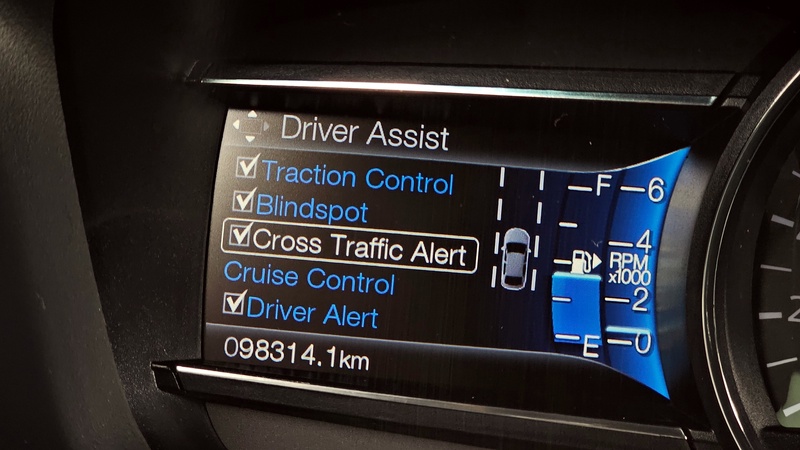 Driver Assist
Traction Control
Blindspot
Cross Traffic Alert
Cruise Control
Driver Alert
098314.1km
F
E
6
4
RPM
x1000
2
0